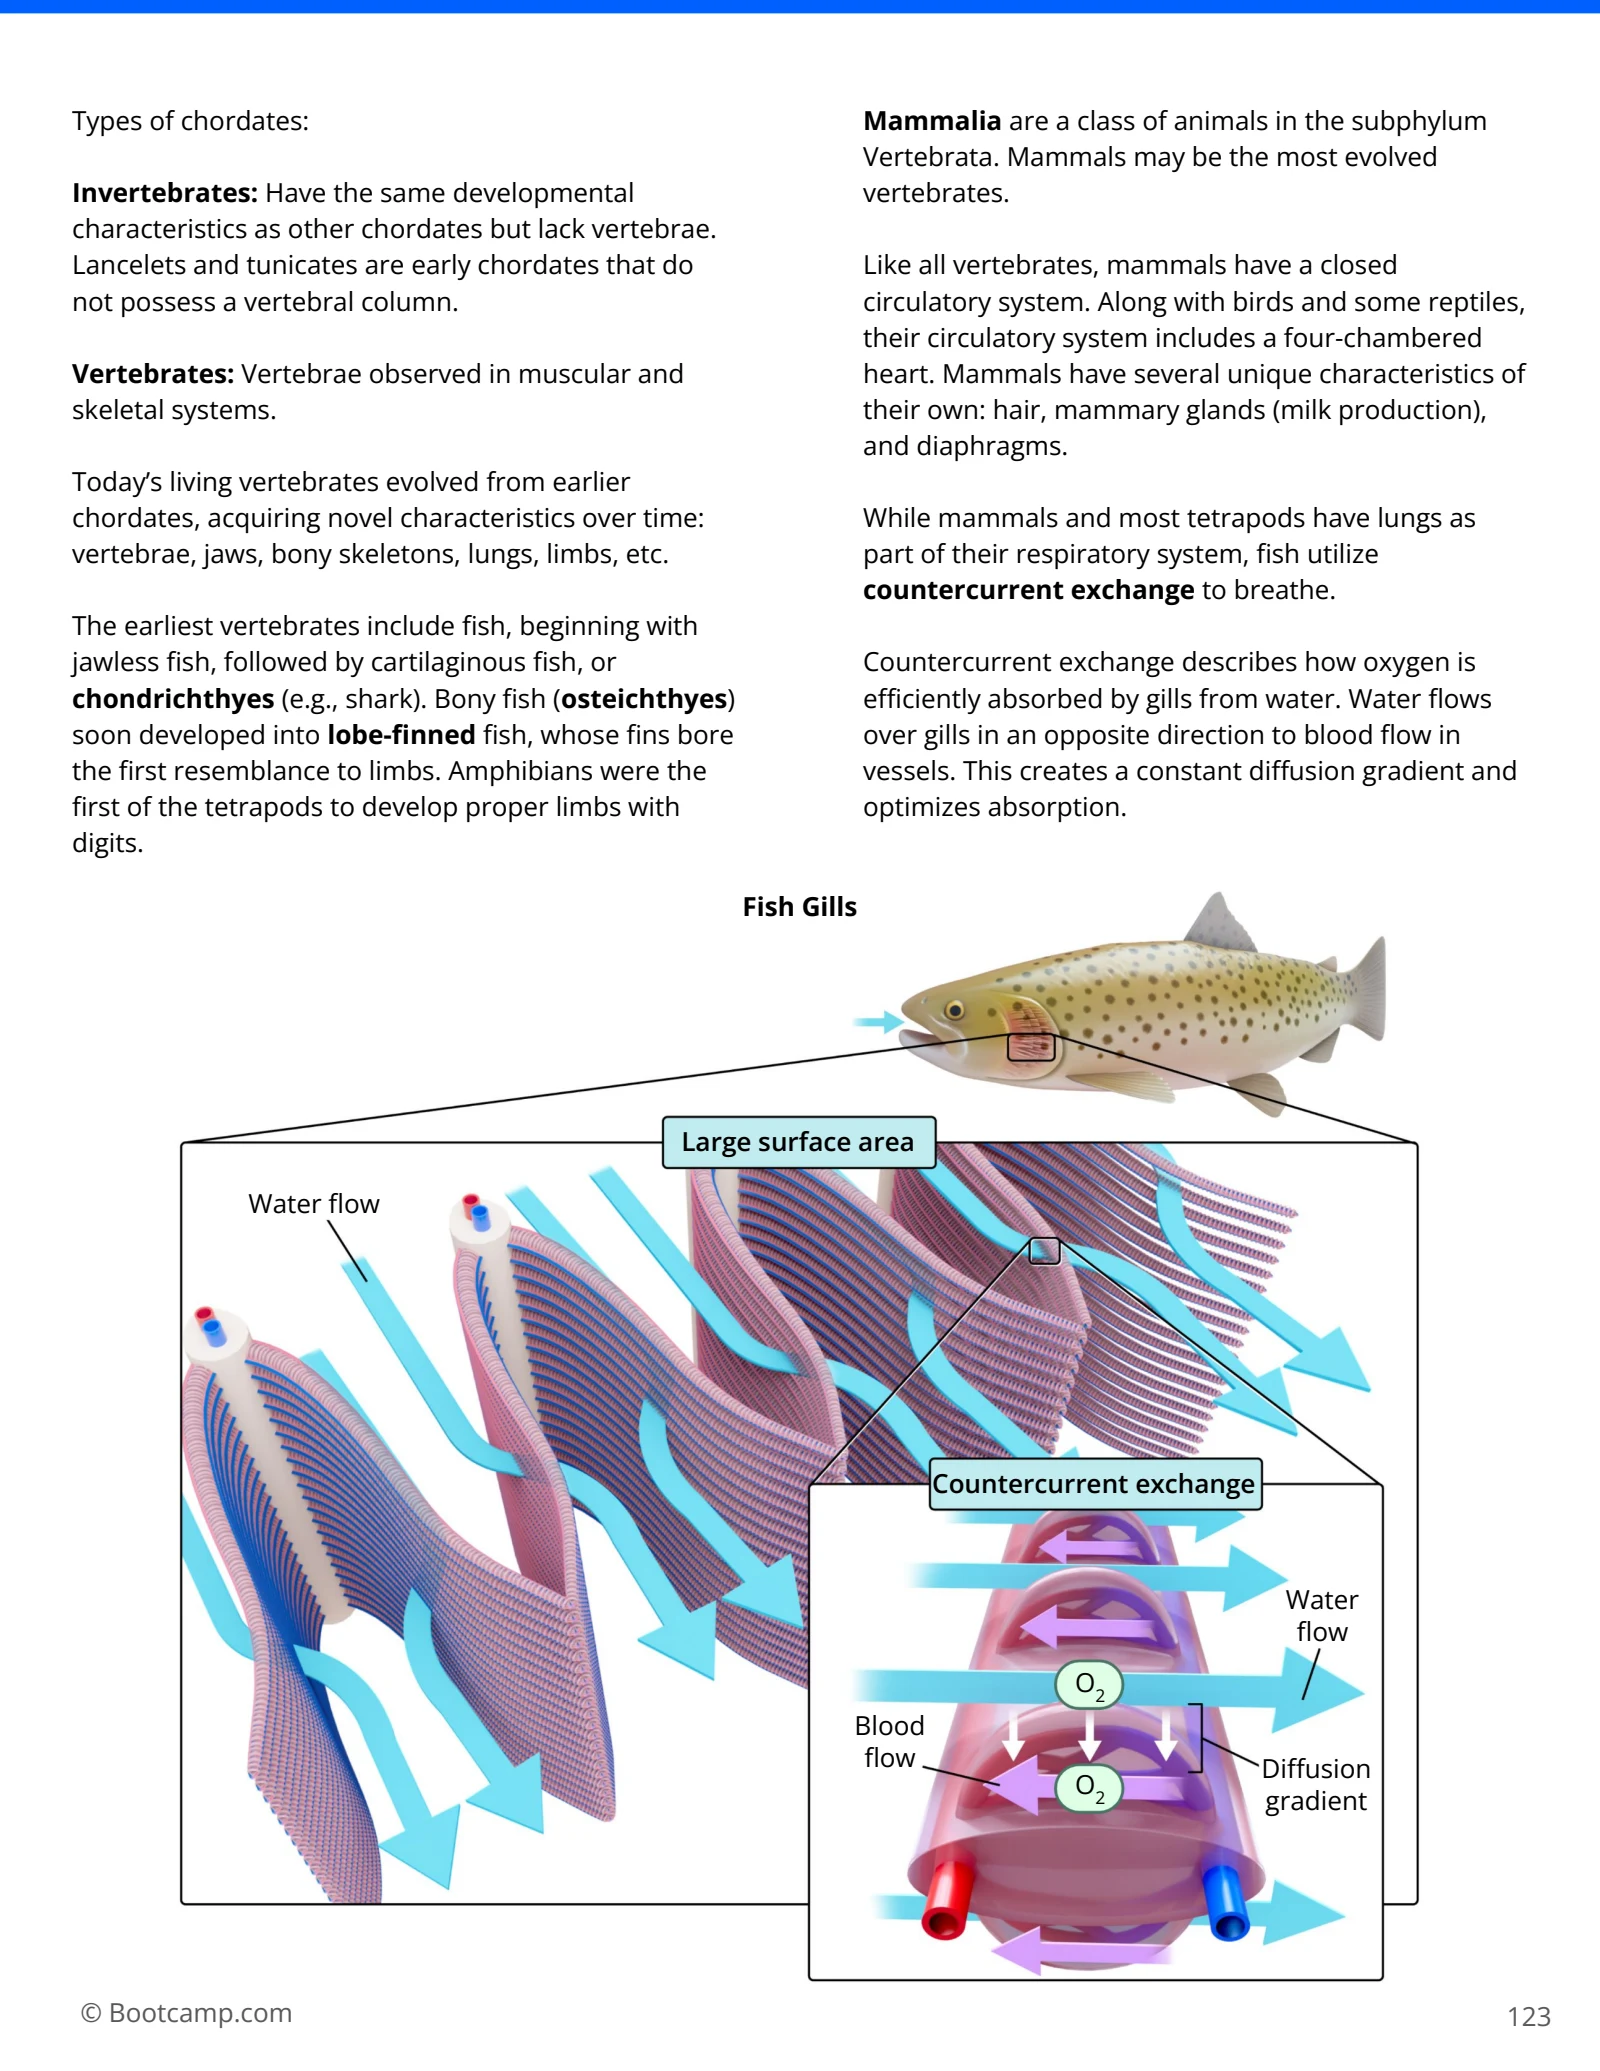 Types of chordates:
Invertebrates: Have the same developmental
characteristics as other chordates but lack vertebrae.
Lancelets and tunicates are early chordates that do
not possess a vertebral column.
Vertebrates: Vertebrae observed in muscular and
skeletal systems.
Today’s living vertebrates evolved from earlier
chordates, acquiring novel characteristics over time:
vertebrae, jaws, bony skeletons, lungs, limbs, etc.
The earliest vertebrates include fish, beginning with
jawless fish, followed by cartilaginous fish, or
chondrichthyes (e.g., shark). Bony fish (osteichthyes)
soon developed into lobe-finned fish, whose fins bore
the first resemblance to limbs. Amphibians were the
first of the tetrapods to develop proper limbs with
digits.
Mammalia are a class of animals in the subphylum
Vertebrata. Mammals may be the most evolved
vertebrates.
Like all vertebrates, mammals have a closed
circulatory system. Along with birds and some reptiles,
their circulatory system includes a four-chambered
heart. Mammals have several unique characteristics of
their own: hair, mammary glands (milk production),
and diaphragms.
While mammals and most tetrapods have lungs as
part of their respiratory system, fish utilize
countercurrent exchange to breathe.
Countercurrent exchange describes how oxygen is
efficiently absorbed by gills from water. Water flows
over gills in an opposite direction to blood flow in
vessels. This creates a constant diffusion gradient and
optimizes absorption.
Fish Gills
Large surface area
Water flow
Countercurrent exchange
Water
flow
O2
Blood
flow
O2
Diffusion
gradient
© Bootcamp.com
123